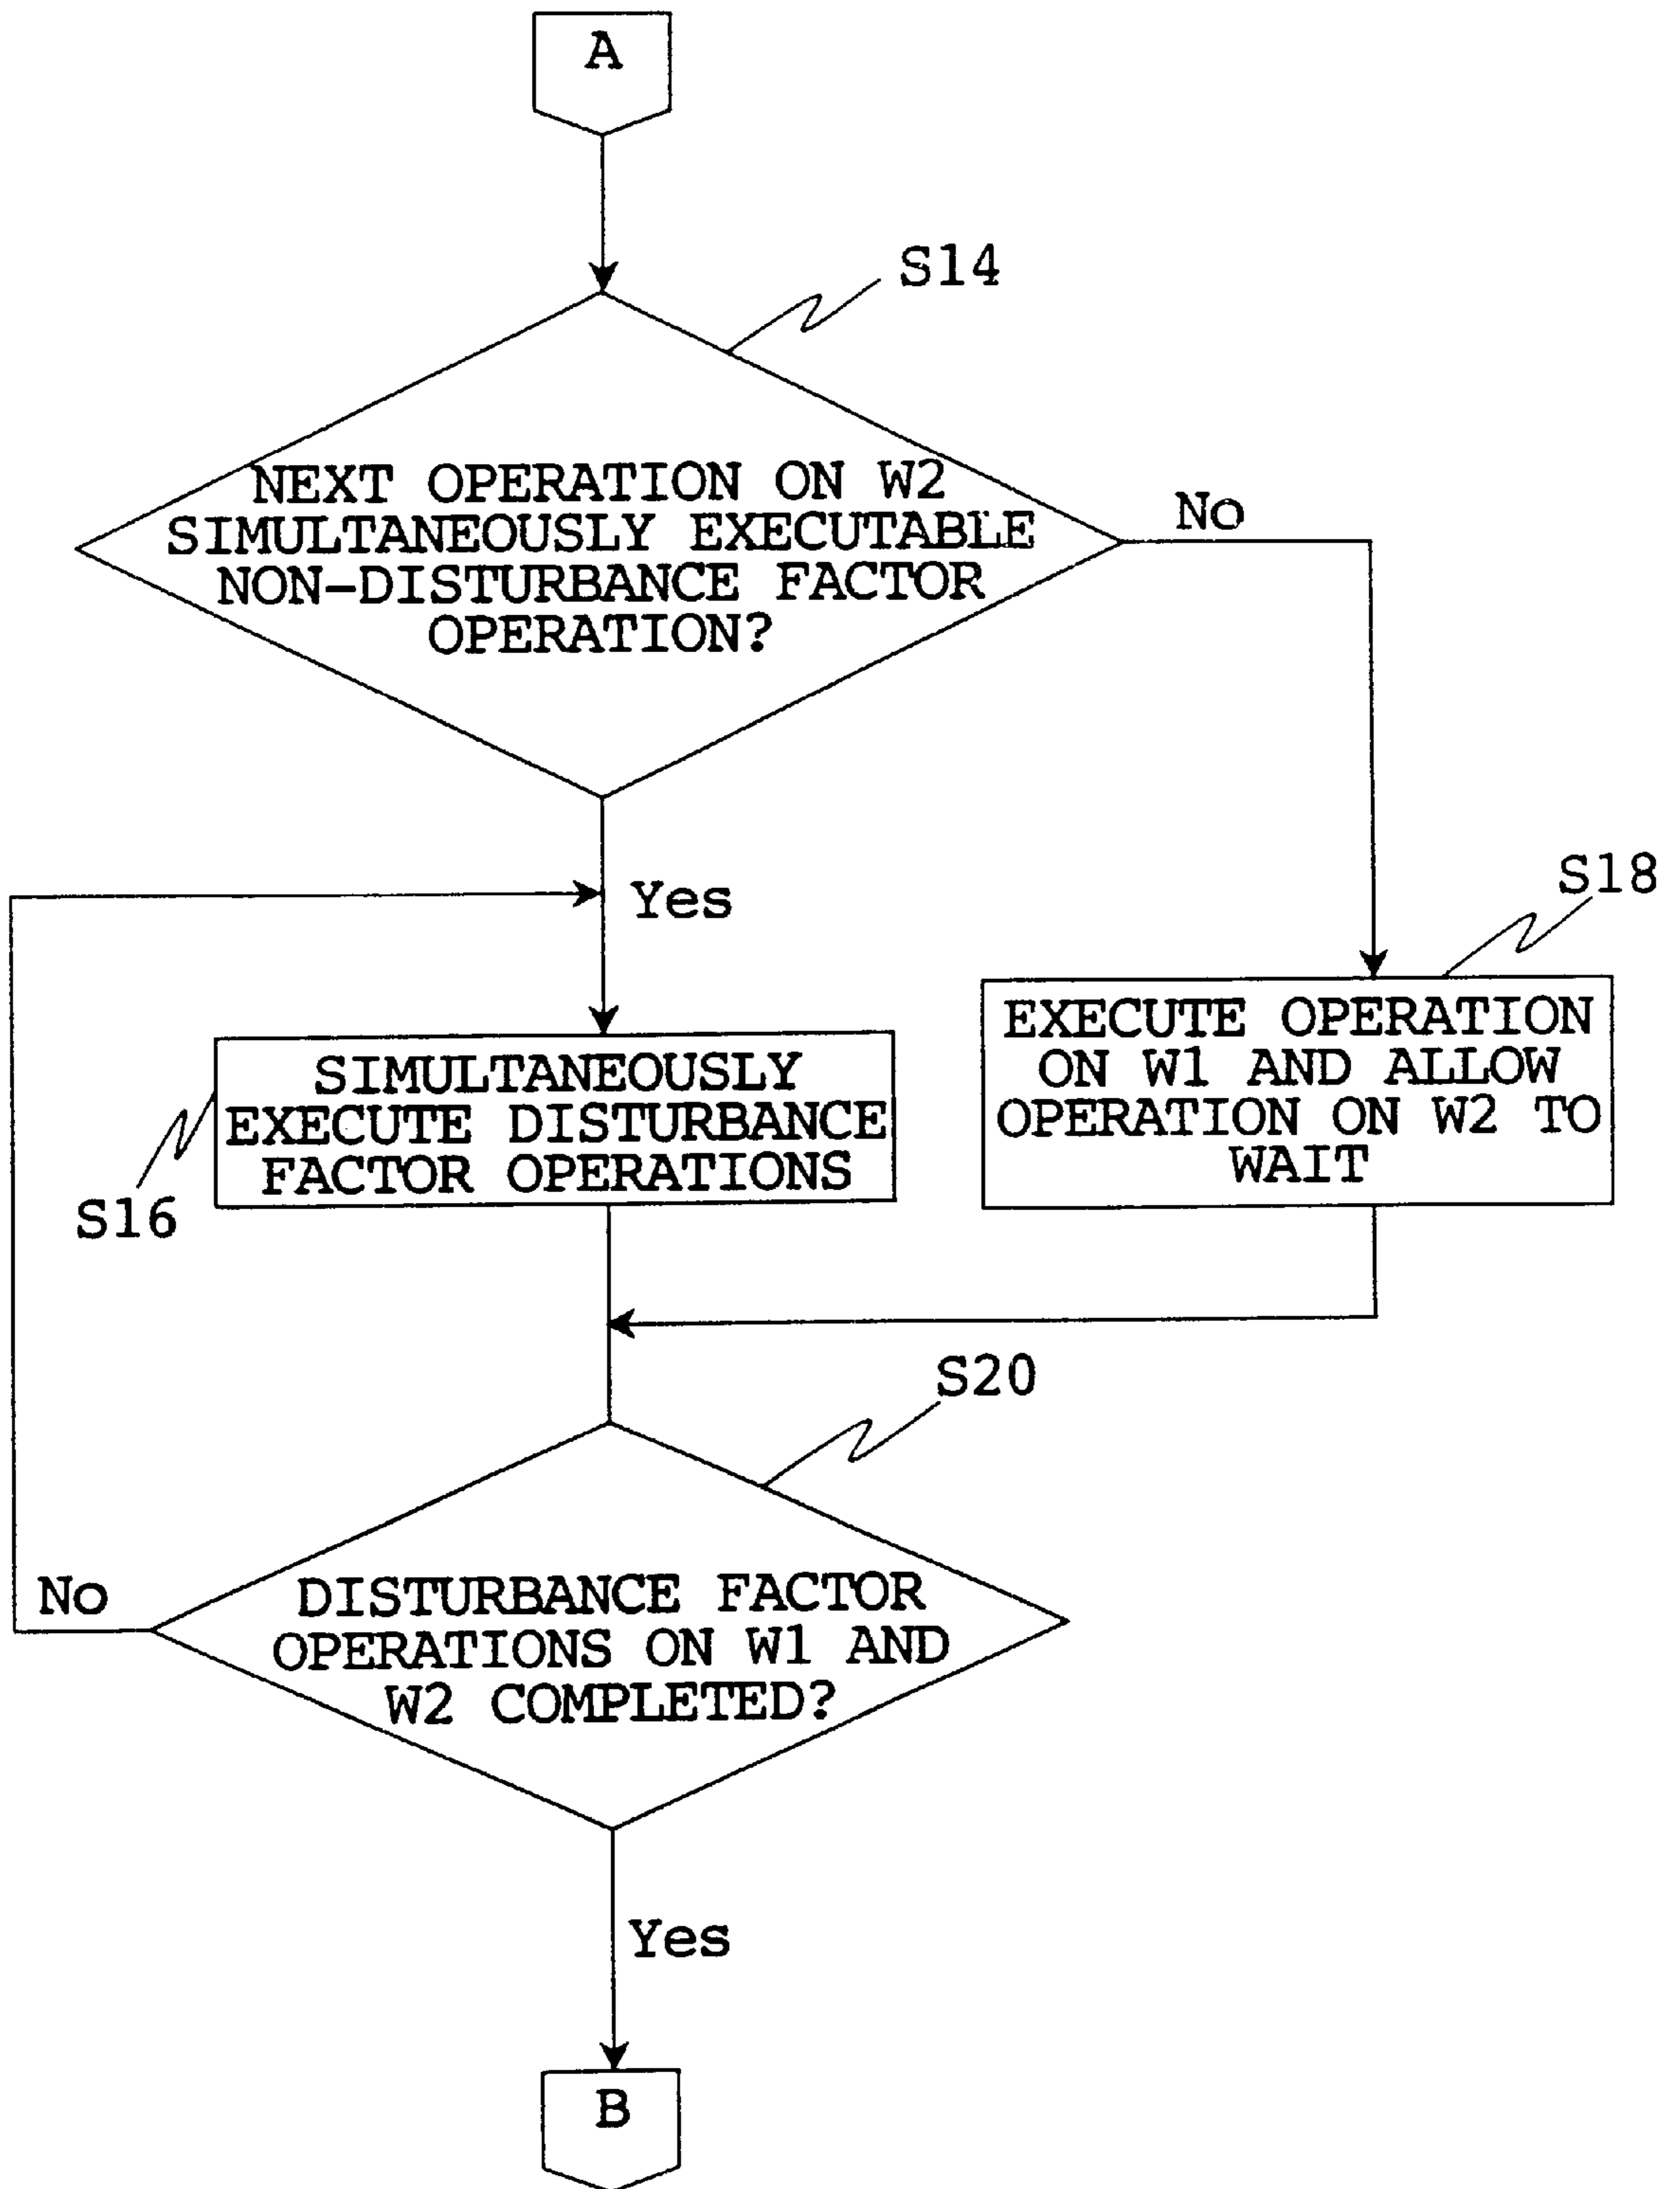 A
S14
NEXT OPERATION ON W2
SIMULTANEOUSLY EXECUTABLE
NON-DISTURBANCE FACTOR
OPERATION?
No
Yes
S18
EXECUTE OPERATION
ON W1 AND ALLOW
OPERATION ON W2 TO
WAIT
SIMULTANEOUSLY
EXECUTE DISTURBANCE
FACTOR OPERATIONS
S16
S20
No
DISTURBANCE FACTOR
OPERATIONS ON W1 AND
W2 COMPLETED?
Yes
B